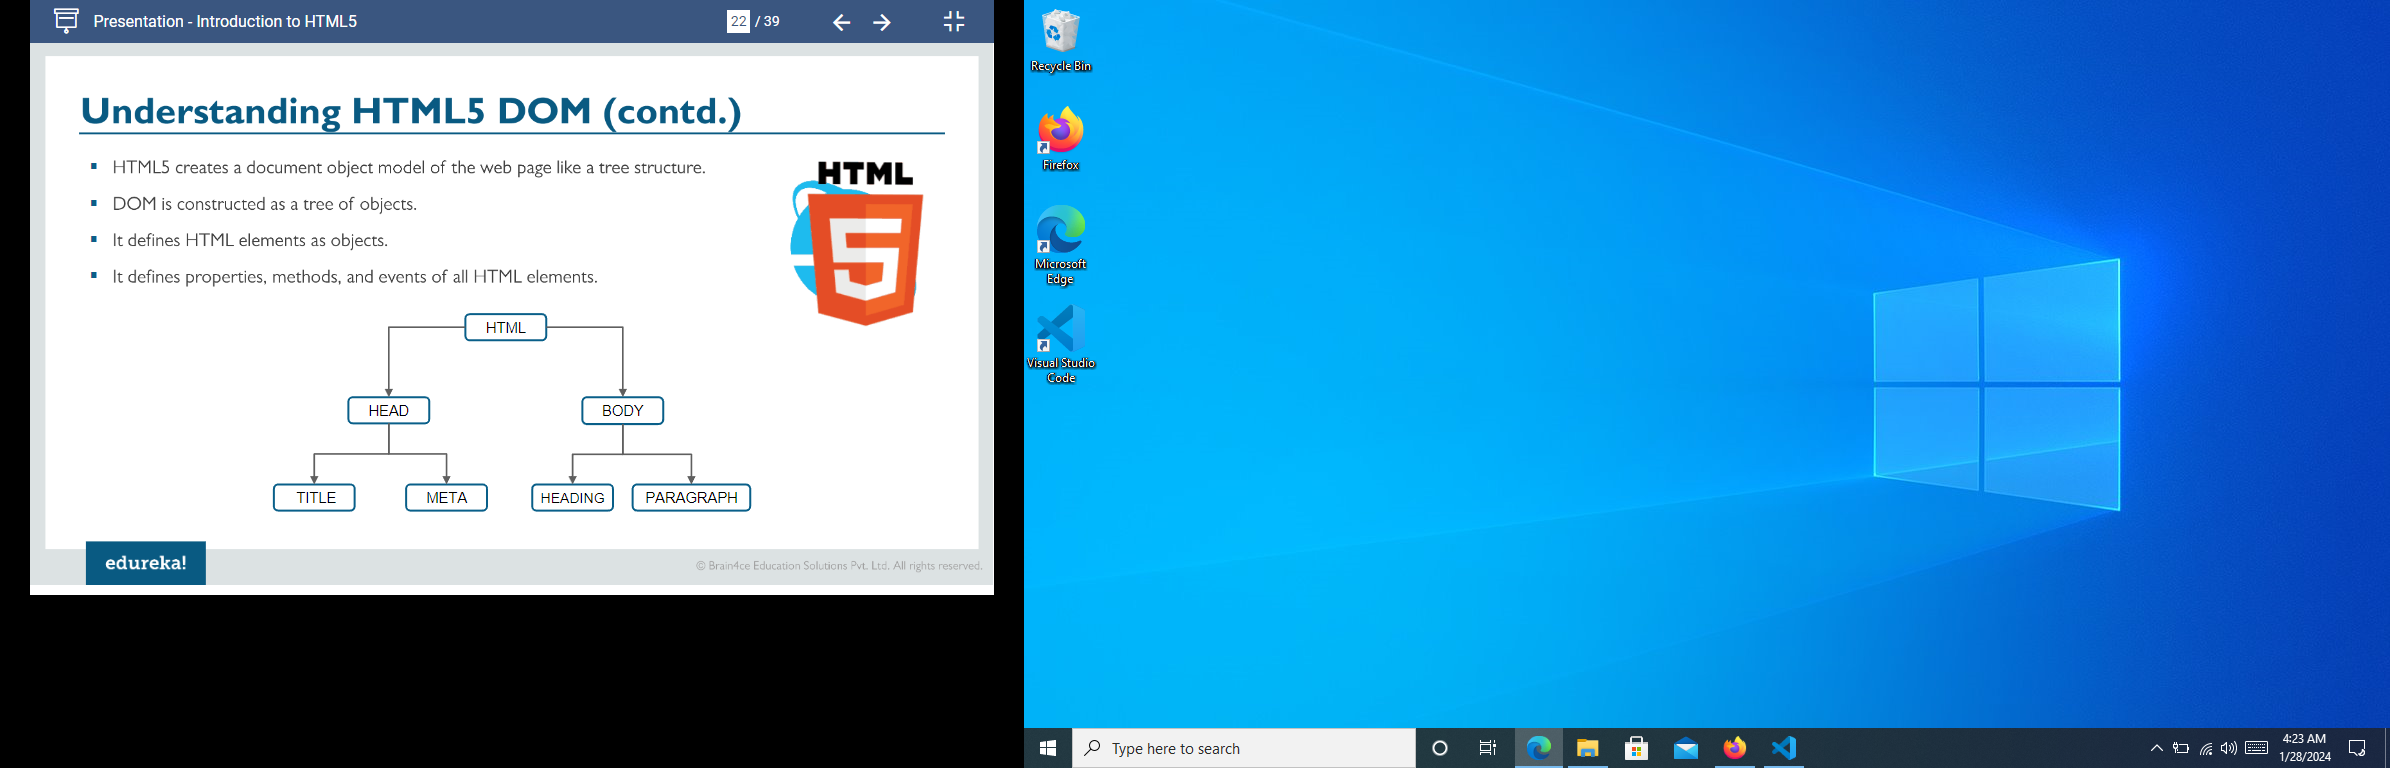 Presentation - Introduction to HTML5
22 / 39
Understanding HTML5 DOM (contd.)
▪ HTML5 creates a document object model of the web page like a tree structure.
▪ DOM is constructed as a tree of objects.
▪ It defines HTML elements as objects.
▪ It defines properties, methods, and events of all HTML elements.
HTML
5
HTML
HEAD
BODY
TITLE
META
HEADING
PARAGRAPH
edureka!
© Brain4ce Education Solutions Pvt. Ltd. All rights reserved.
Recycle Bin
Firefox
Microsoft
Edge
Visual Studio
Code
Type here to search
4:23 AM
1/28/2024